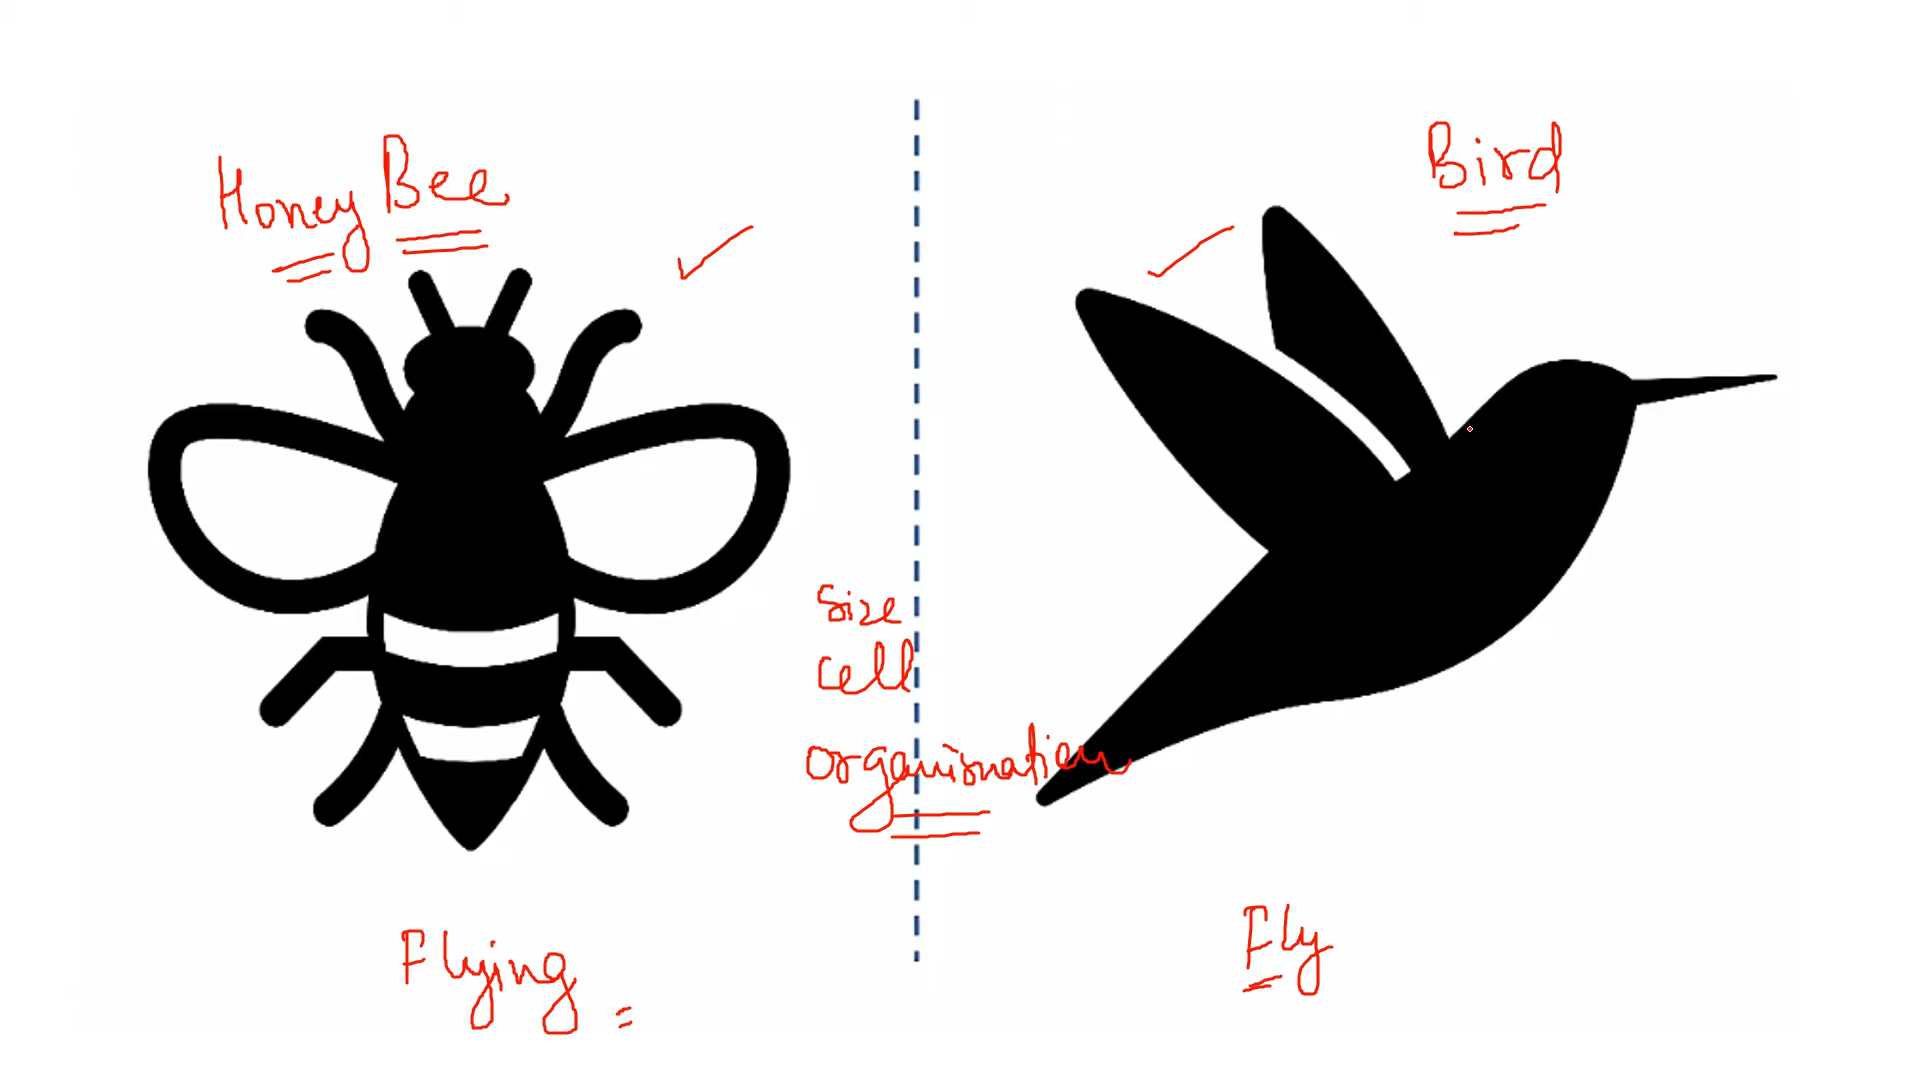 Honey Bee
Bird
Size
cell
organisation
Flying
Fly